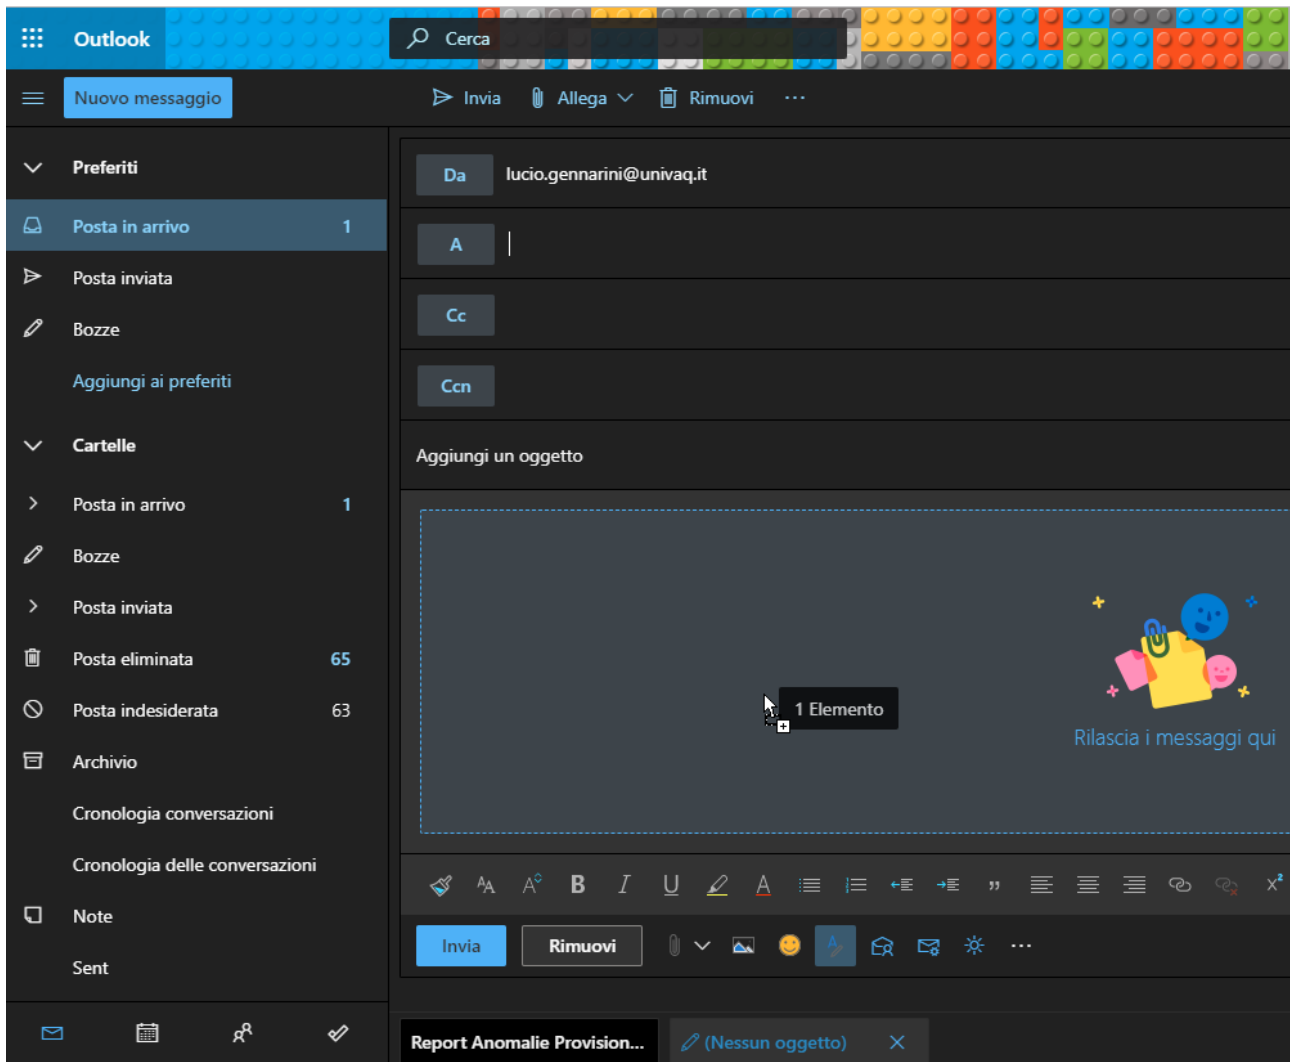 Outlook
Cerca
Nuovo messaggio
Invia
Allega
Rimuovi
Preferiti
Posta in arrivo 1
Posta inviata
Bozze
Aggiungi ai preferiti
Cartelle
Posta in arrivo 1
Bozze
Posta inviata
Posta eliminata 65
Posta indesiderata 63
Archivio
Cronologia conversazioni
Cronologia delle conversazioni
Note
Sent
Da lucio.gennarini@univaq.it
A
Cc
Ccn
Aggiungi un oggetto
1 Elemento
Rilascia i messaggi qui
Invia
Rimuovi
Report Anomalie Provision...
(Nessun oggetto)